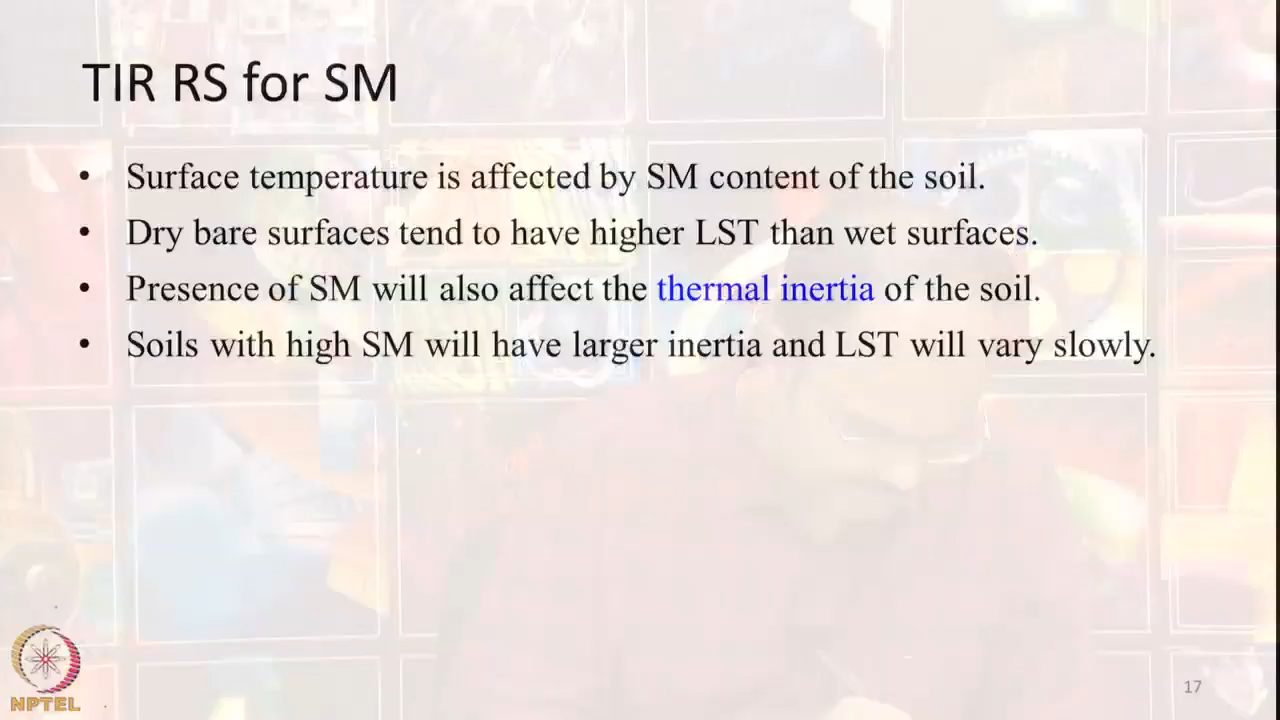 TIR RS for SM
• Surface temperature is affected by SM content of the soil.
• Dry bare surfaces tend to have higher LST than wet surfaces.
• Presence of SM will also affect the thermal inertia of the soil.
• Soils with high SM will have larger inertia and LST will vary slowly.
NPTEL
17